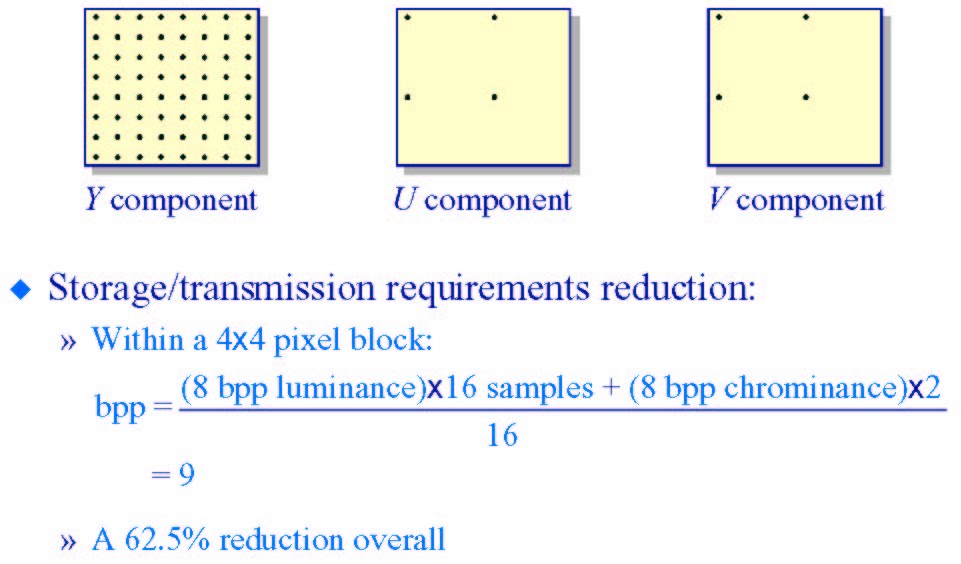 Y component U component V component
◆ Storage/transmission requirements reduction:
» Within a 4x4 pixel block:
bpp = (8 bpp luminance)x16 samples + (8 bpp chrominance)x2
16
= 9
» A 62.5% reduction overall